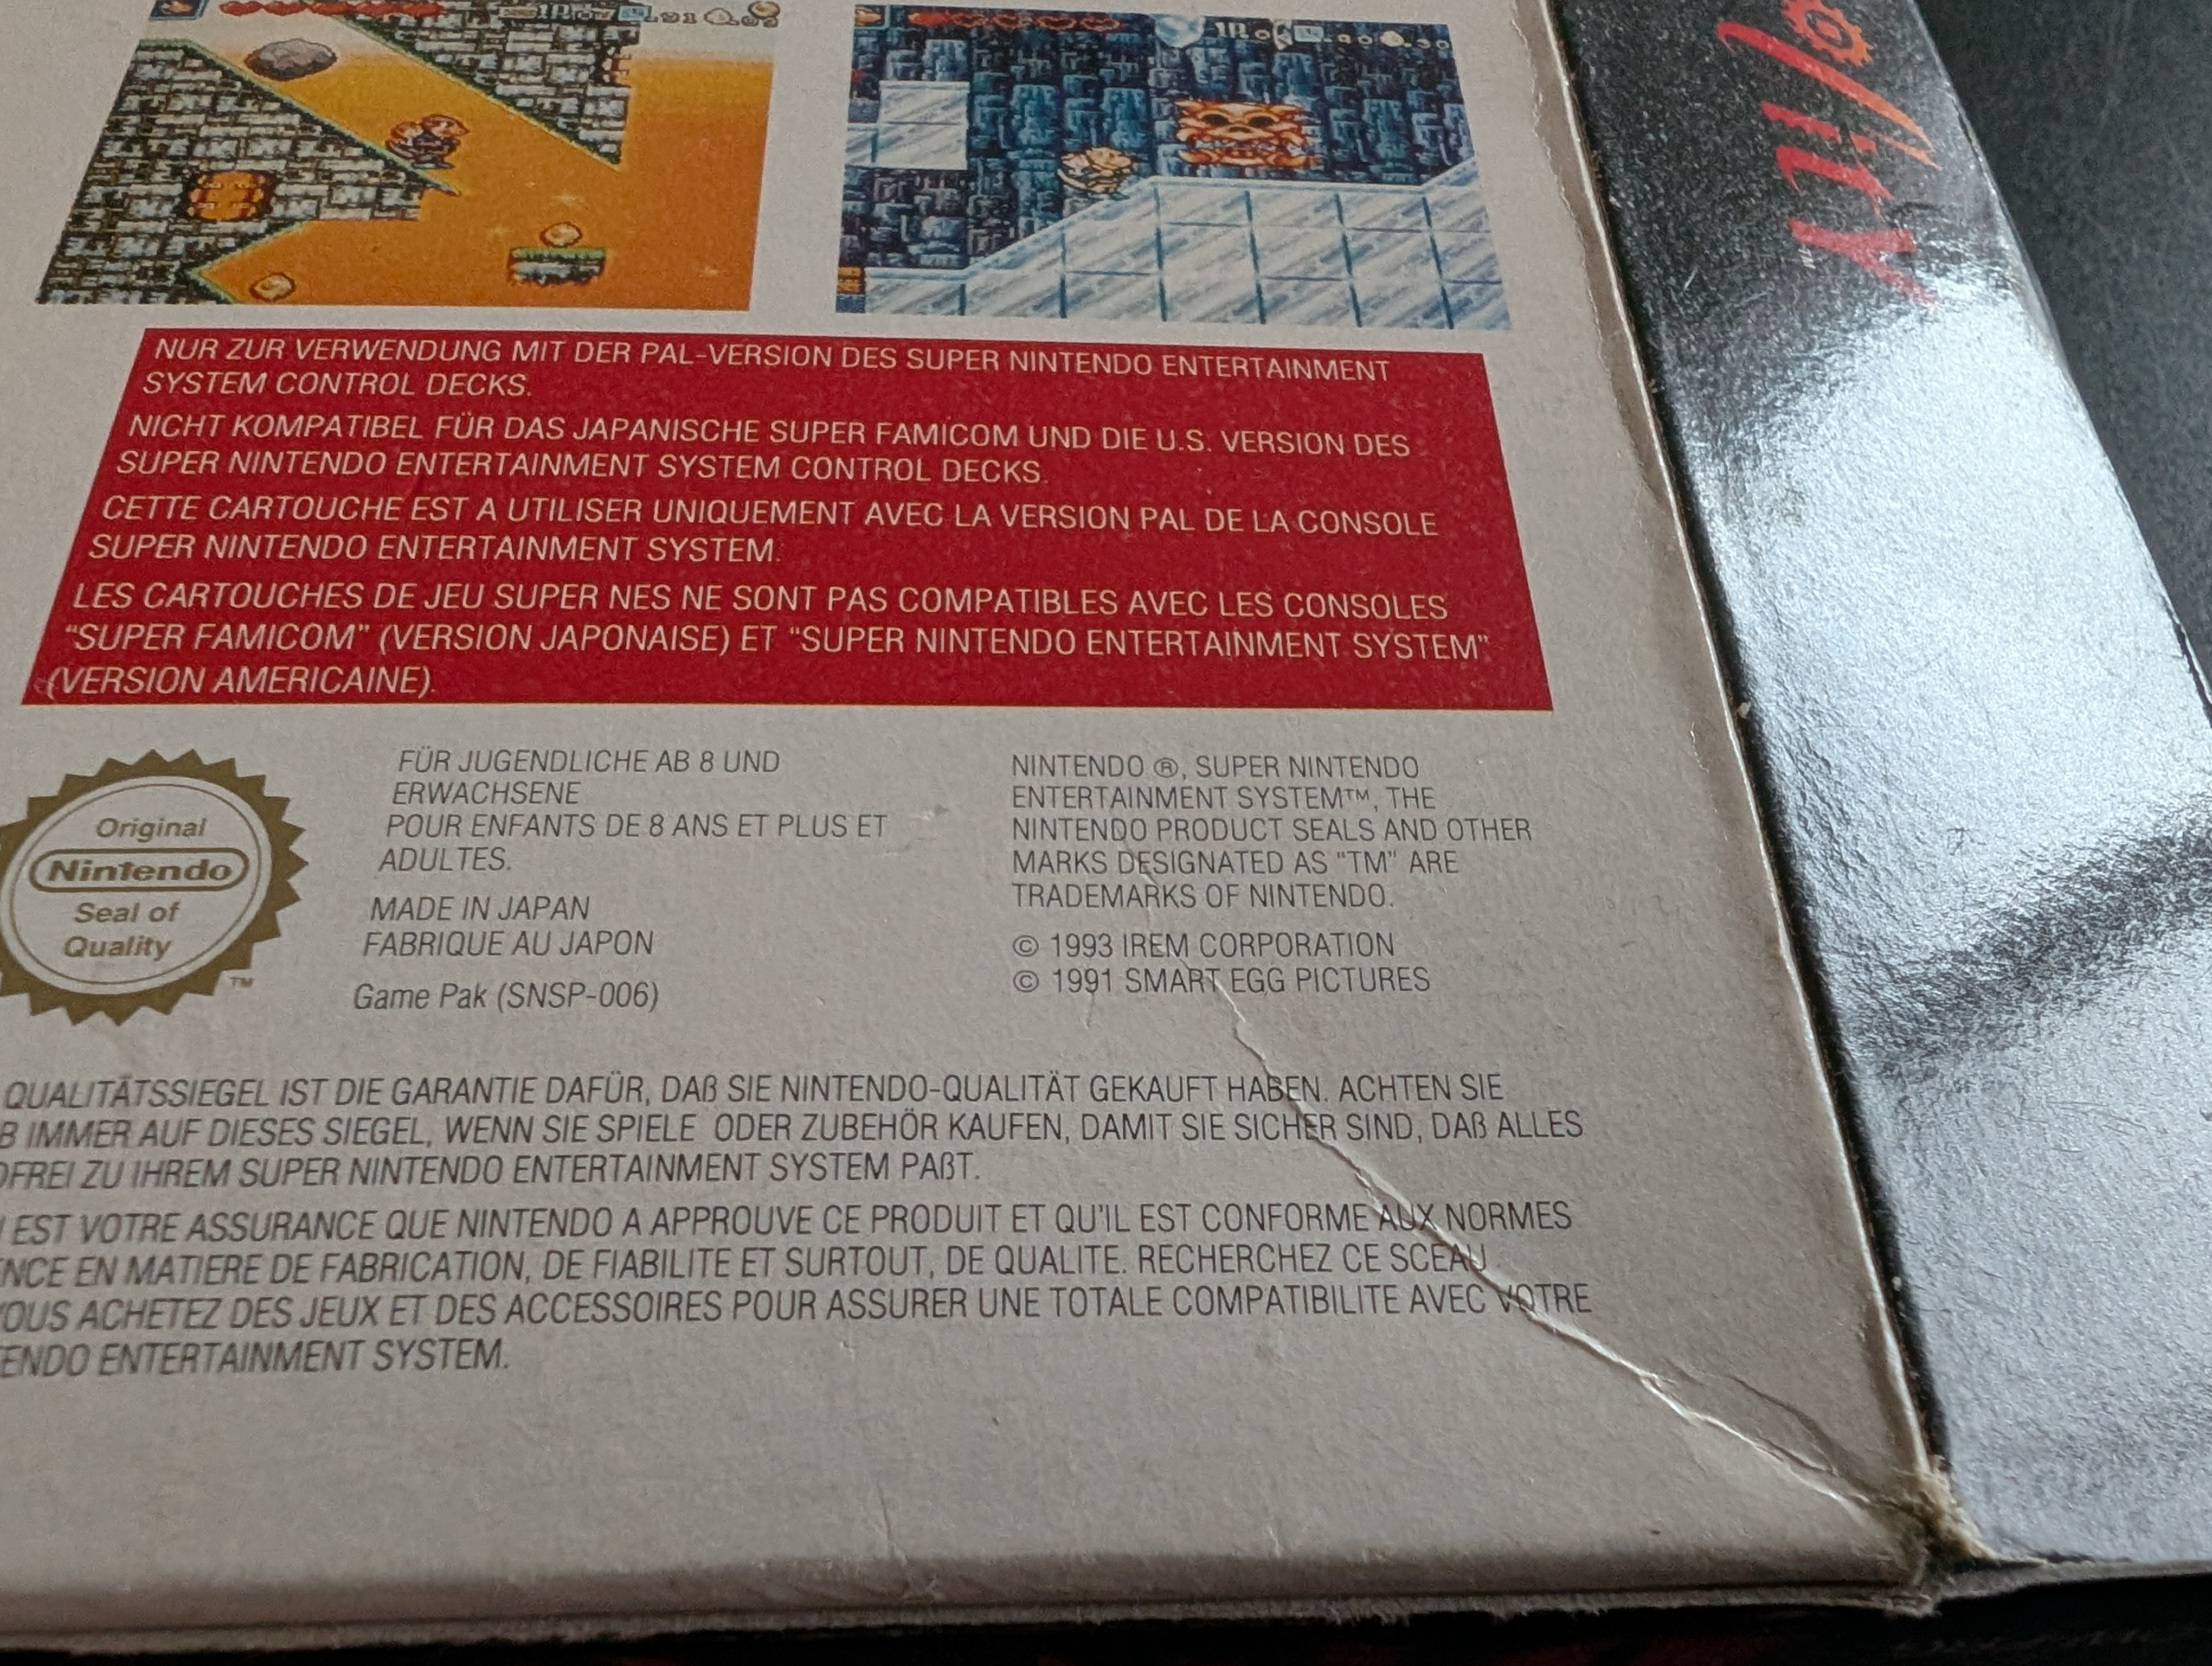 NUR ZUR VERWENDUNG MIT DER PAL-VERSION DES SUPER NINTENDO ENTERTAINMENT
SYSTEM CONTROL DECKS.
NICHT KOMPATIBEL FÜR DAS JAPANISCHE SUPER FAMICOM UND DIE U.S. VERSION DES
SUPER NINTENDO ENTERTAINMENT SYSTEM CONTROL DECKS.
CETTE CARTOUCHE EST A UTILISER UNIQUEMENT AVEC LA VERSION PAL DE LA CONSOLE
SUPER NINTENDO ENTERTAINMENT SYSTEM.
LES CARTOUCHES DE JEU SUPER NES NE SONT PAS COMPATIBLES AVEC LES CONSOLES
"SUPER FAMICOM" (VERSION JAPONAISE) ET "SUPER NINTENDO ENTERTAINMENT SYSTEM"
(VERSION AMERICAINE).
Original
Nintendo
Seal of
Quality
TM
FÜR JUGENDLICHE AB 8 UND
ERWACHSENE
POUR ENFANTS DE 8 ANS ET PLUS ET
ADULTES.
MADE IN JAPAN
FABRIQUE AU JAPON
Game Pak (SNSP-006)
NINTENDO ®, SUPER NINTENDO
ENTERTAINMENT SYSTEM™, THE
NINTENDO PRODUCT SEALS AND OTHER
MARKS DESIGNATED AS "TM" ARE
TRADEMARKS OF NINTENDO.
© 1993 IREM CORPORATION
© 1991 SMART EGG PICTURES
QUALITÄTSSIEGEL IST DIE GARANTIE DAFÜR, DAß SIE NINTENDO-QUALITÄT GEKAUFT HABEN. ACHTEN SIE
B IMMER AUF DIESES SIEGEL, WENN SIE SPIELE ODER ZUBEHÖR KAUFEN, DAMIT SIE SICHER SIND, DAß ALLES
FREI ZU IHREM SUPER NINTENDO ENTERTAINMENT SYSTEM PAßT.
EST VOTRE ASSURANCE QUE NINTENDO A APPROUVE CE PRODUIT ET QU'IL EST CONFORME AUX NORMES
NCE EN MATIERE DE FABRICATION, DE FIABILITE ET SURTOUT, DE QUALITE. RECHERCHEZ CE SCEAU
OUS ACHETEZ DES JEUX ET DES ACCESSOIRES POUR ASSURER UNE TOTALE COMPATIBILITE AVEC VOTRE
ENDO ENTERTAINMENT SYSTEM.